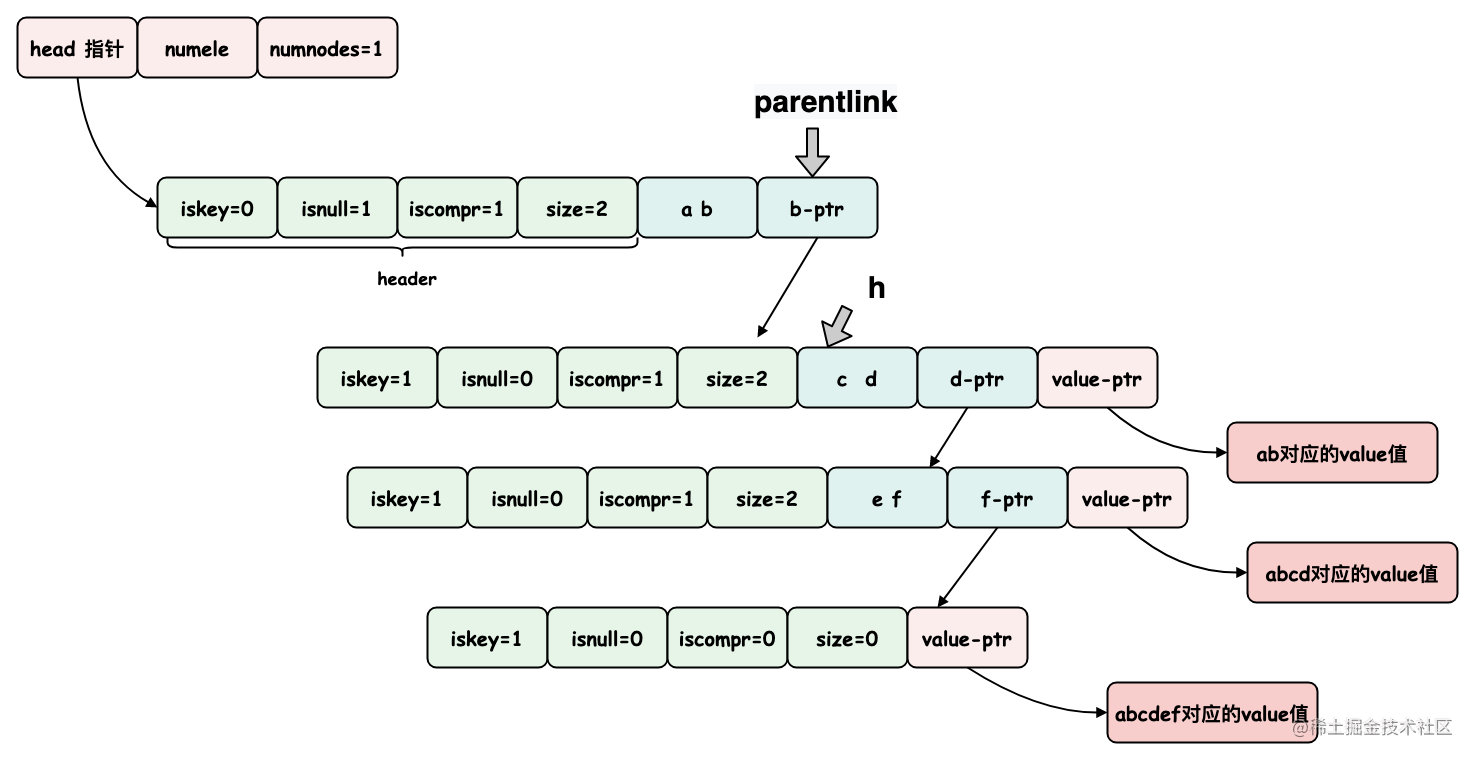 head 指针 numele numnodes=1
parentlink
iskey=0 isnull=1 iscompr=1 size=2 a b b-ptr
header
h
iskey=1 isnull=0 iscompr=1 size=2 c d d-ptr value-ptr
ab对应的value值
iskey=1 isnull=0 iscompr=1 size=2 e f f-ptr value-ptr
abcd对应的value值
iskey=1 isnull=0 iscompr=0 size=0 value-ptr
abcdef对应的value值
@稀土掘金技术社区